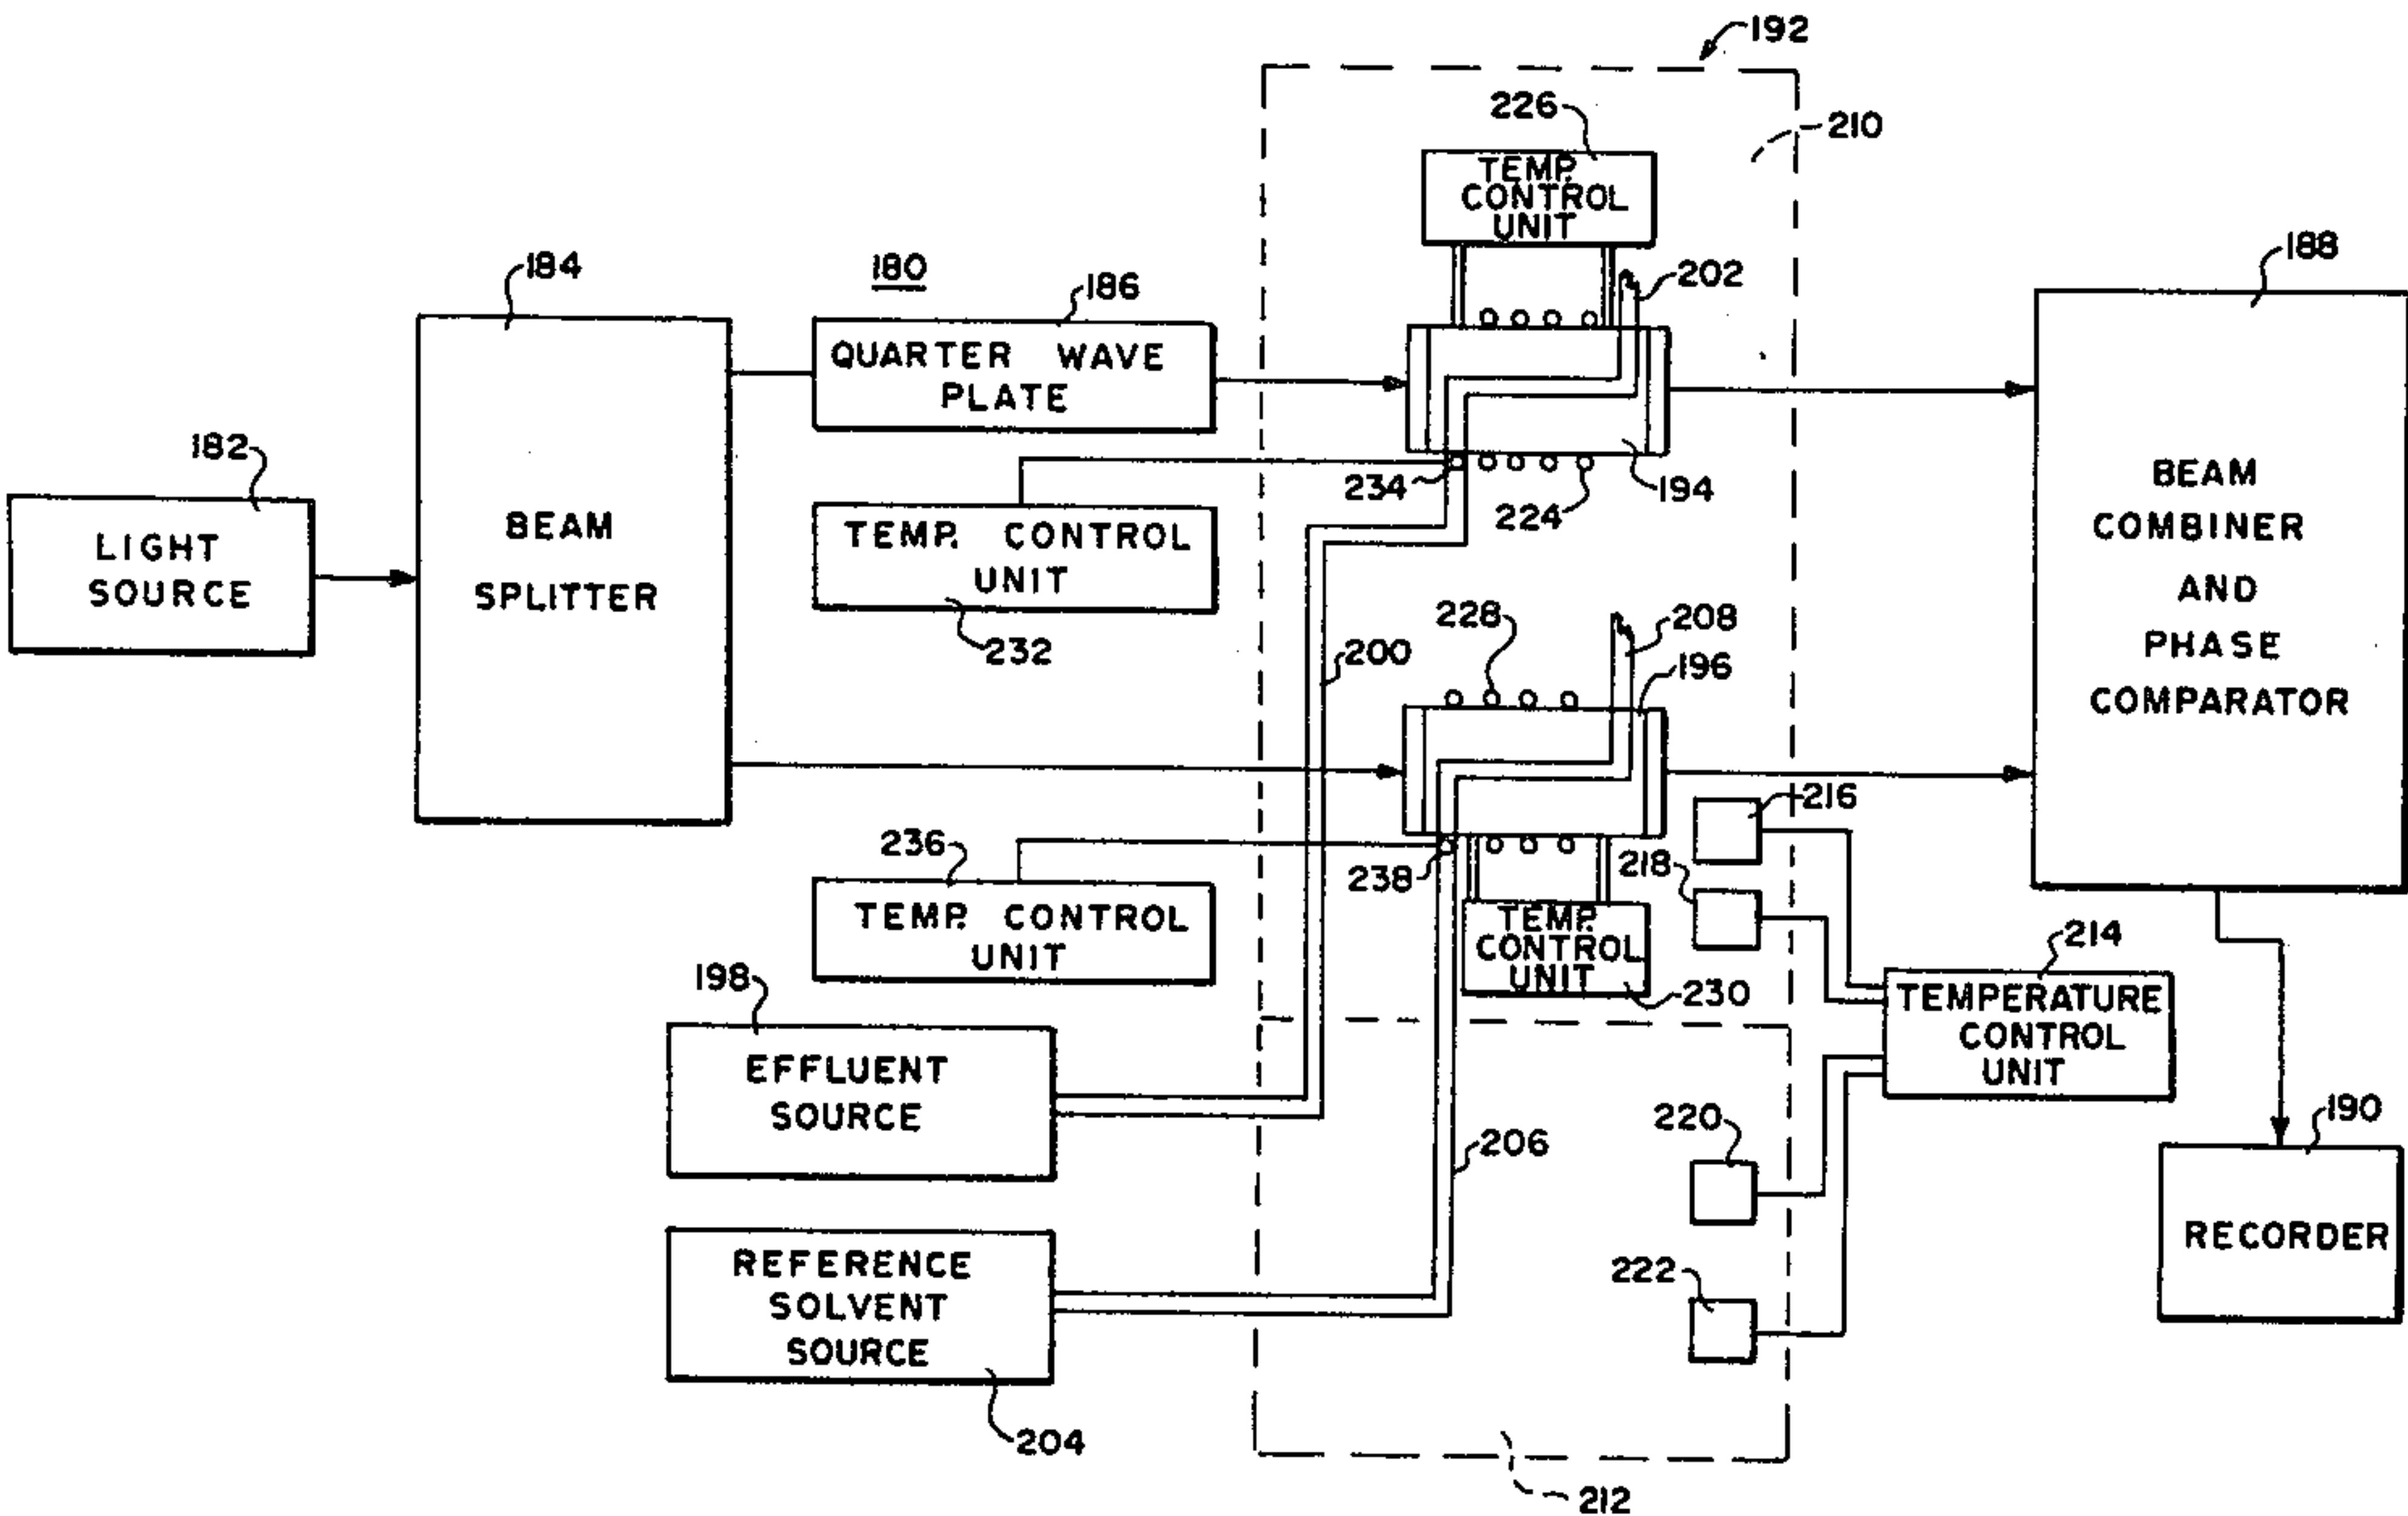 192
226
210
TEMP.
CONTROL
UNIT
184
180
186
202
188
QUARTER WAVE
PLATE
182
234
224
194
LIGHT
SOURCE
BEAM
SPLITTER
TEMP. CONTROL
UNIT
BEAM
COMBINER
AND
PHASE
COMPARATOR
232
228
208
200
196
236
238
216
218
TEMP. CONTROL
UNIT
TEMP.
CONTROL
UNIT
230
214
198
TEMPERATURE
CONTROL
UNIT
EFFLUENT
SOURCE
220
206
190
222
RECORDER
REFERENCE
SOLVENT
SOURCE
204
212